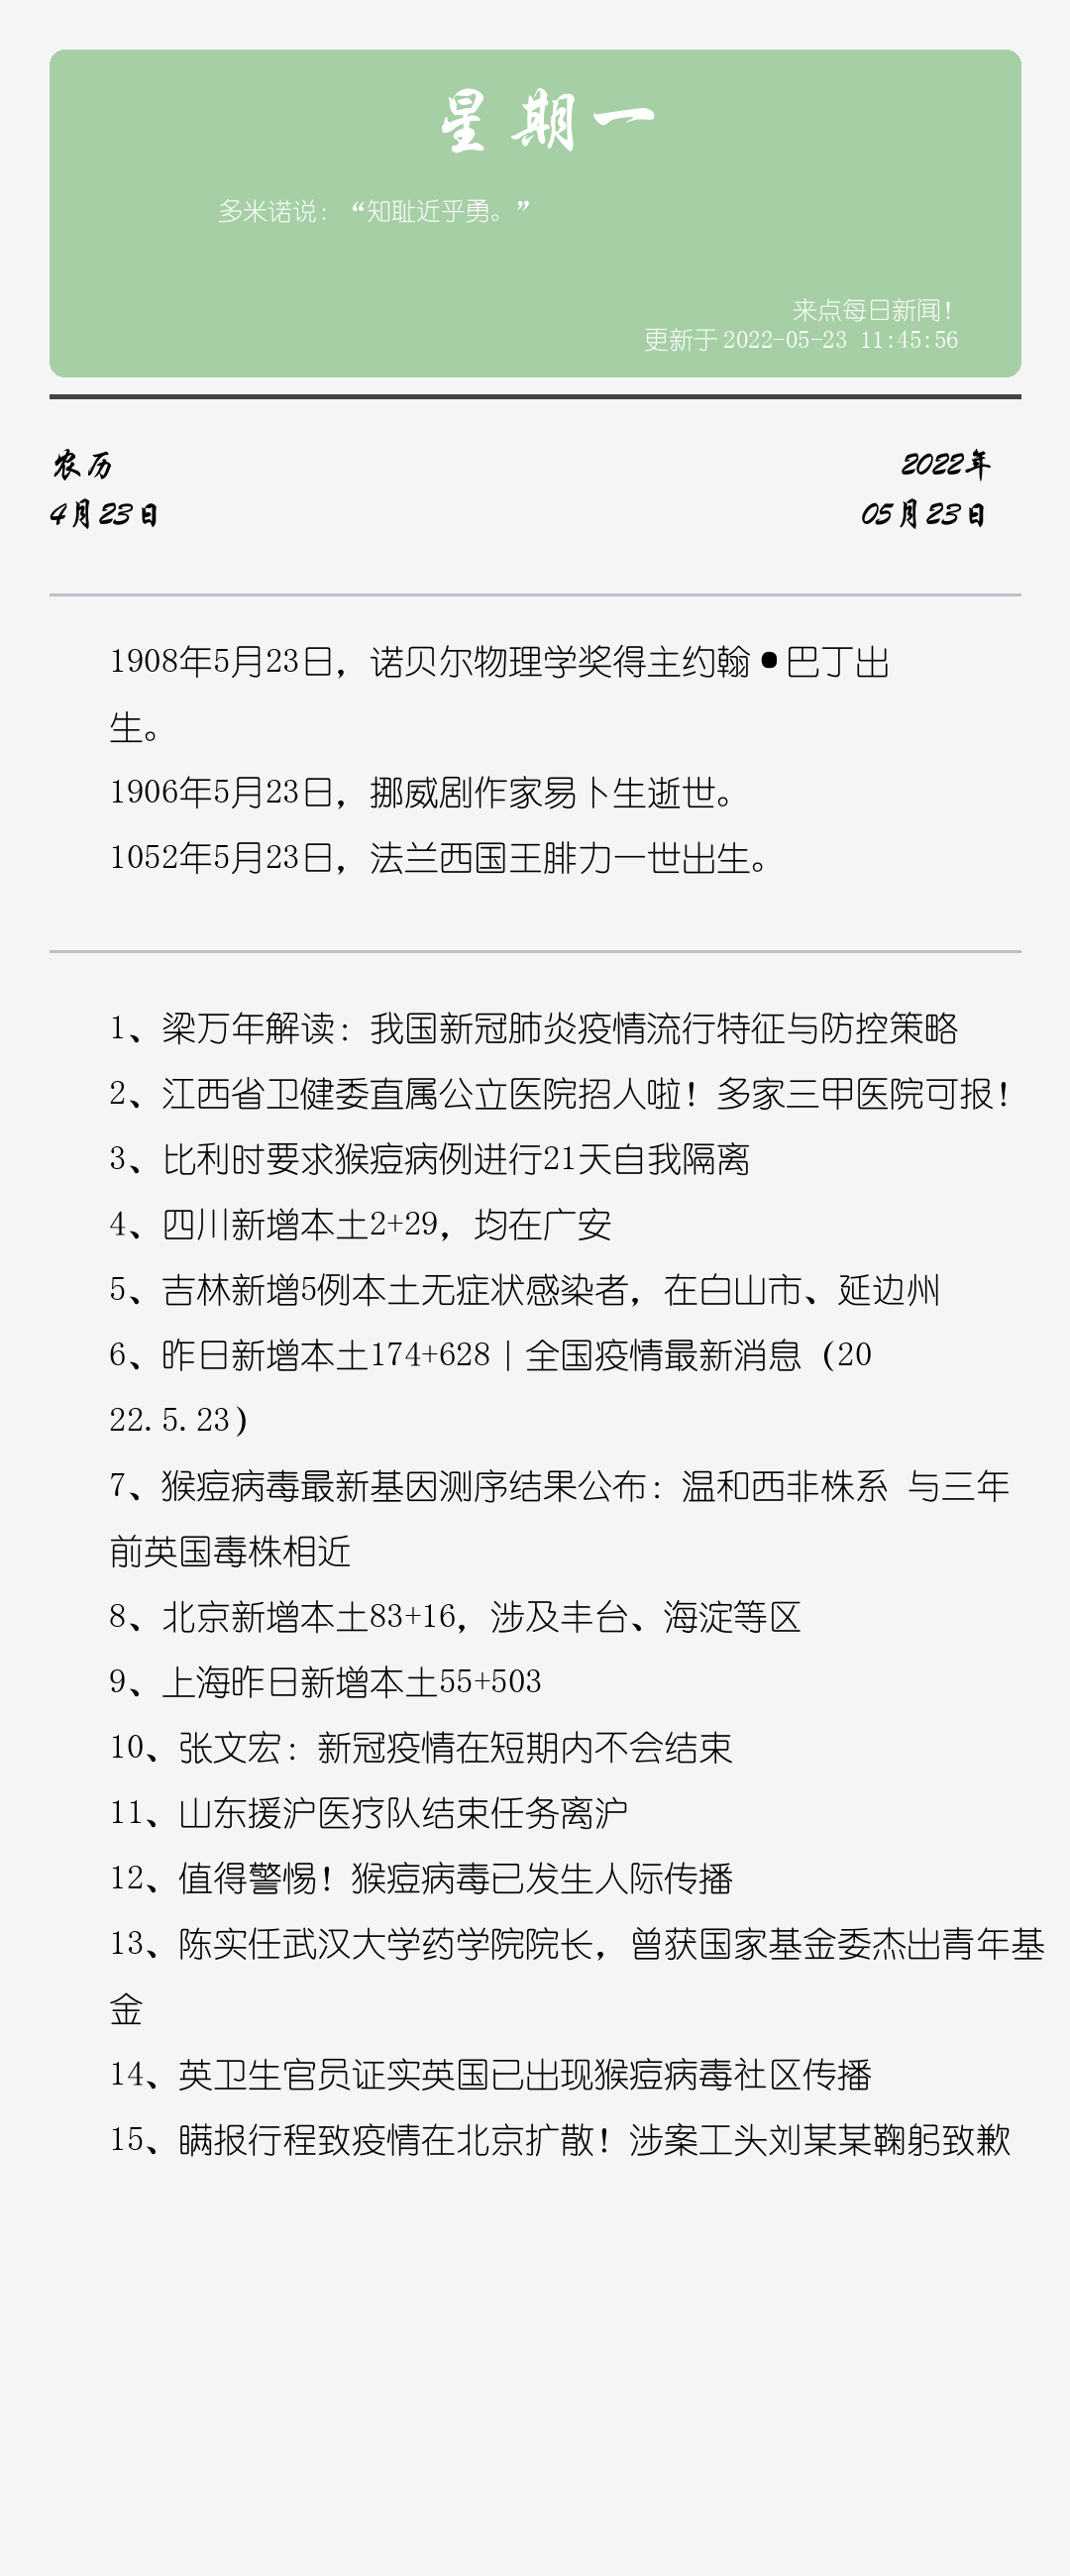 星期一
多米诺说：“知耻近乎勇。”
来点每日新闻！
更新于 2022-05-23 11:45:56
农历
2022年
4月23日
05月23日
1908年5月23日，诺贝尔物理学奖得主约翰•巴丁出
生。
1906年5月23日，挪威剧作家易卜生逝世。
1052年5月23日，法兰西国王腓力一世出生。
1、梁万年解读：我国新冠肺炎疫情流行特征与防控策略
2、江西省卫健委直属公立医院招人啦！多家三甲医院可报！
3、比利时要求猴痘病例进行21天自我隔离
4、四川新增本土2+29，均在广安
5、吉林新增5例本土无症状感染者，在白山市、延边州
6、昨日新增本土174+628丨全国疫情最新消息（20
22.5.23）
7、猴痘病毒最新基因测序结果公布：温和西非株系 与三年
前英国毒株相近
8、北京新增本土83+16，涉及丰台、海淀等区
9、上海昨日新增本土55+503
10、张文宏：新冠疫情在短期内不会结束
11、山东援沪医疗队结束任务离沪
12、值得警惕！猴痘病毒已发生人际传播
13、陈实任武汉大学药学院院长，曾获国家基金委杰出青年基
金
14、英卫生官员证实英国已出现猴痘病毒社区传播
15、瞒报行程致疫情在北京扩散！涉案工头刘某某鞠躬致歉